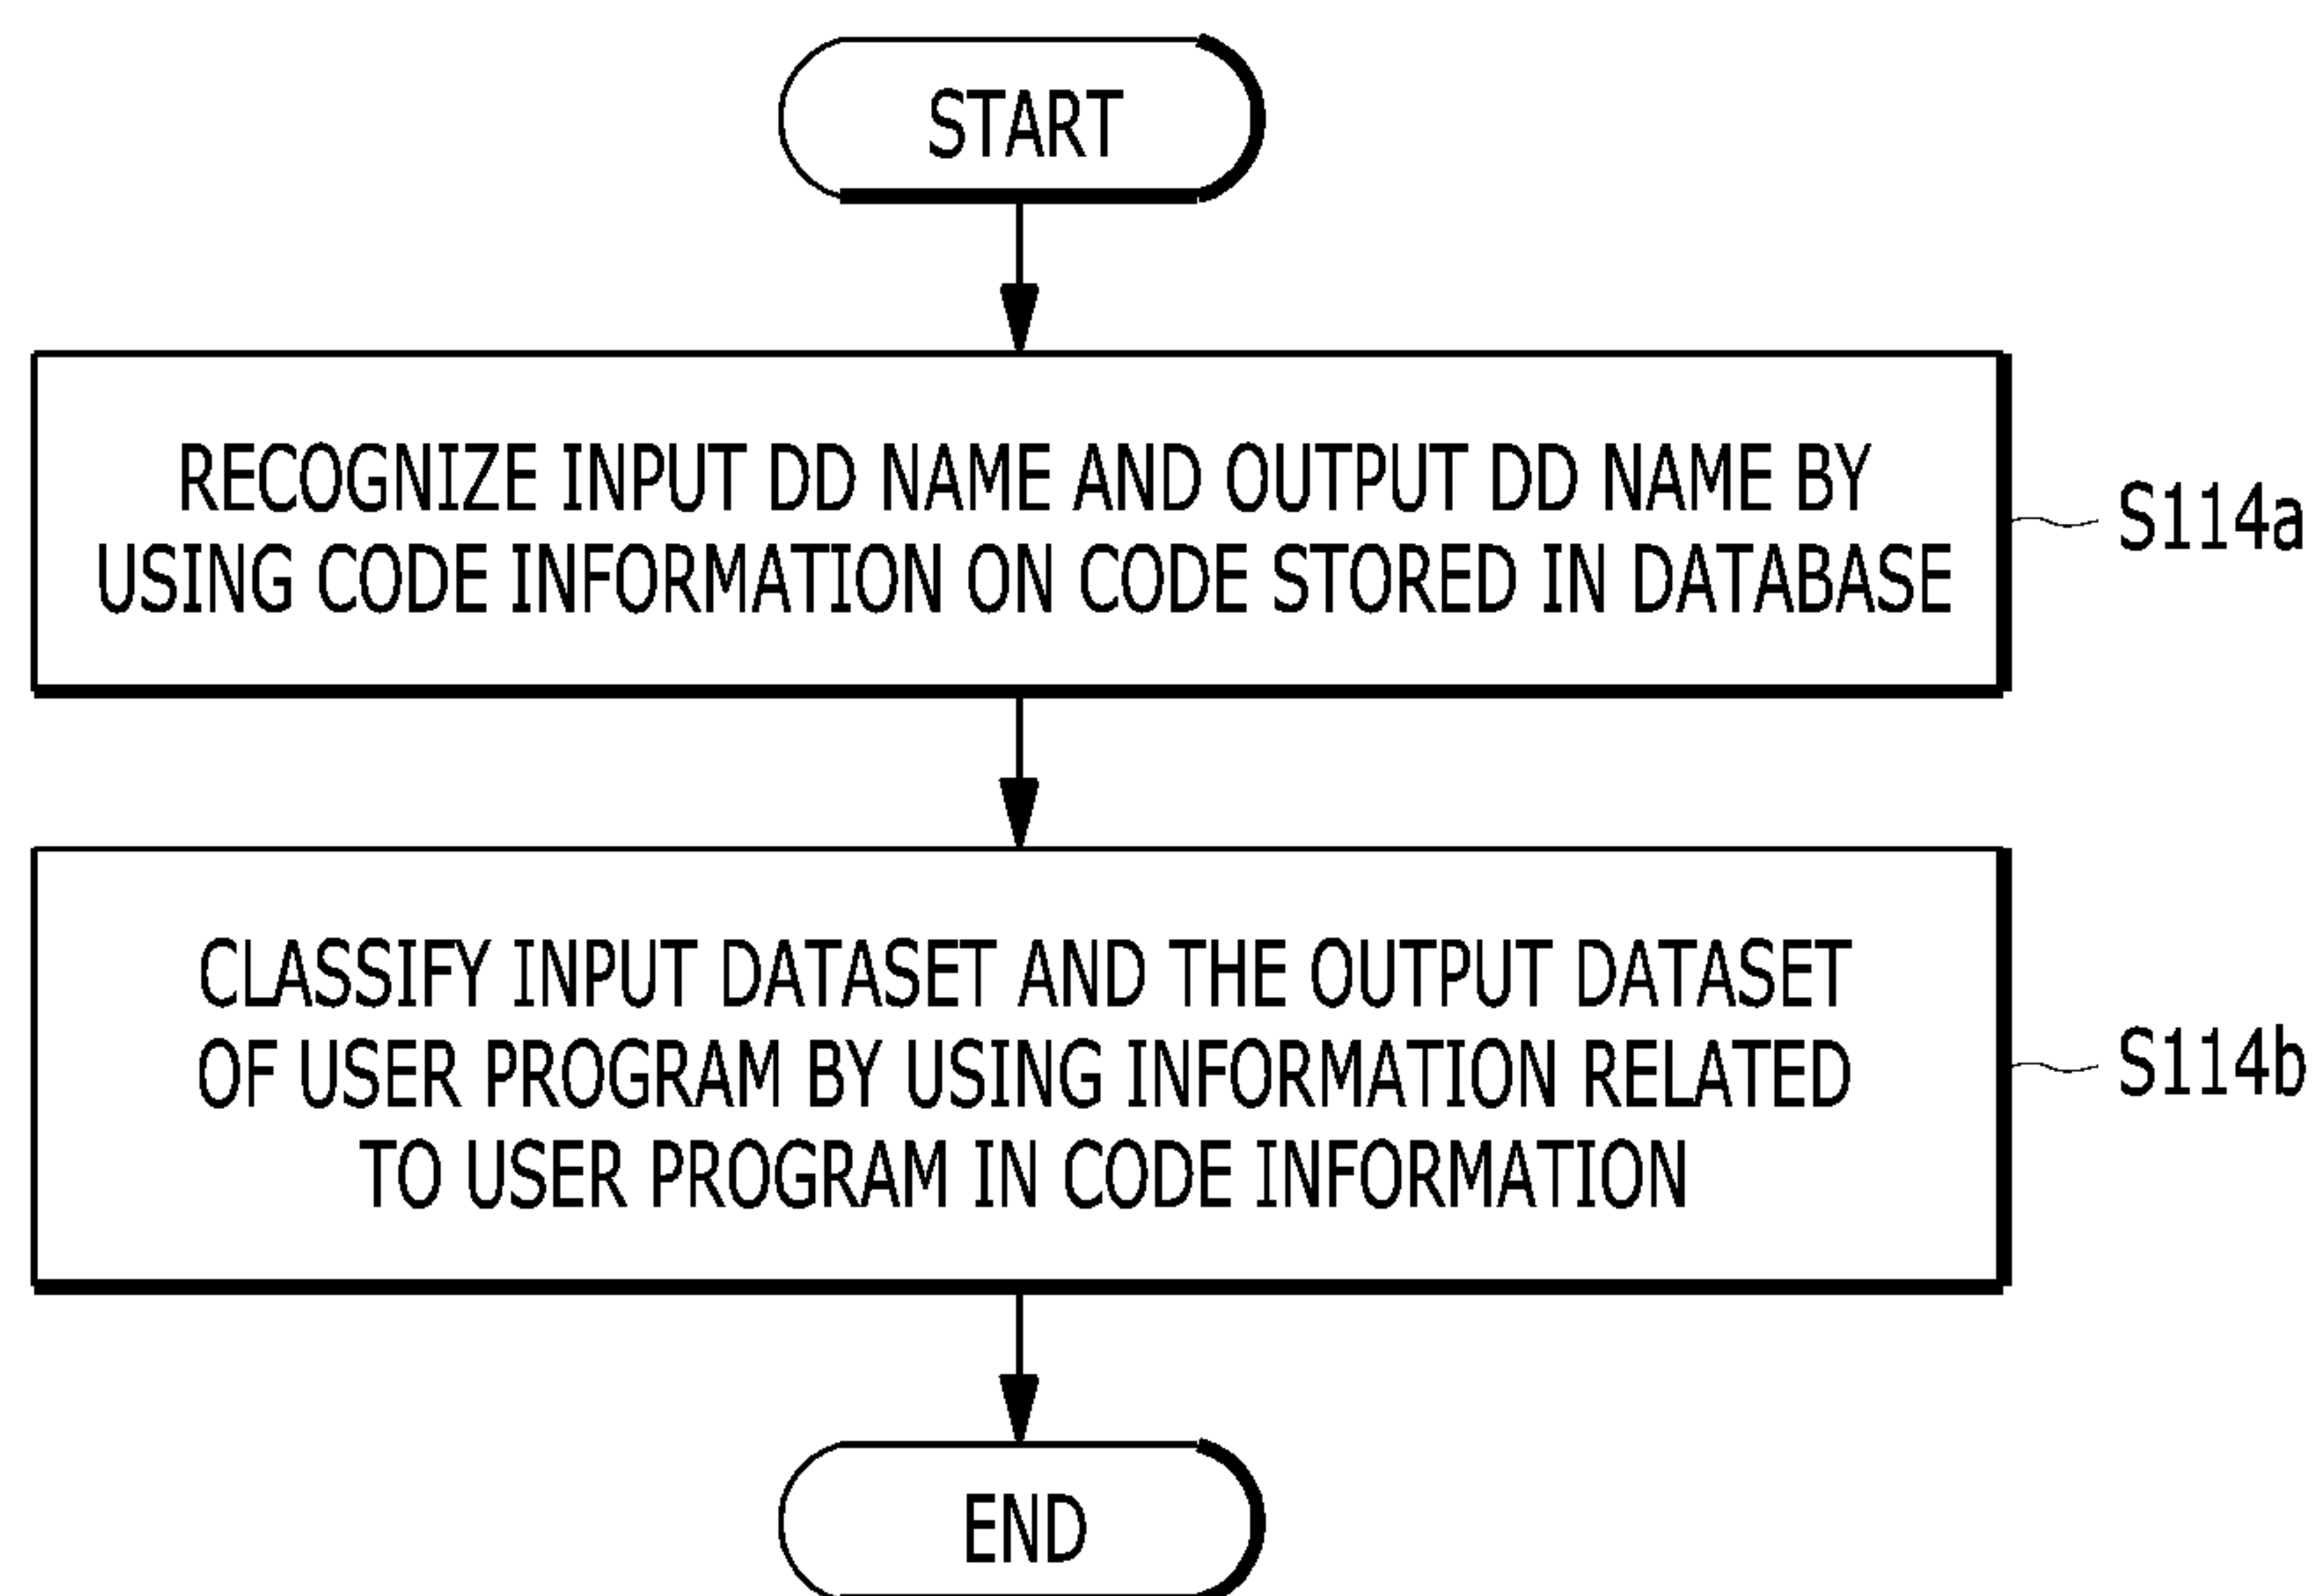 START
RECOGNIZE INPUT DD NAME AND OUTPUT DD NAME BY
USING CODE INFORMATION ON CODE STORED IN DATABASE
S114a
CLASSIFY INPUT DATASET AND THE OUTPUT DATASET
OF USER PROGRAM BY USING INFORMATION RELATED
TO USER PROGRAM IN CODE INFORMATION
S114b
END